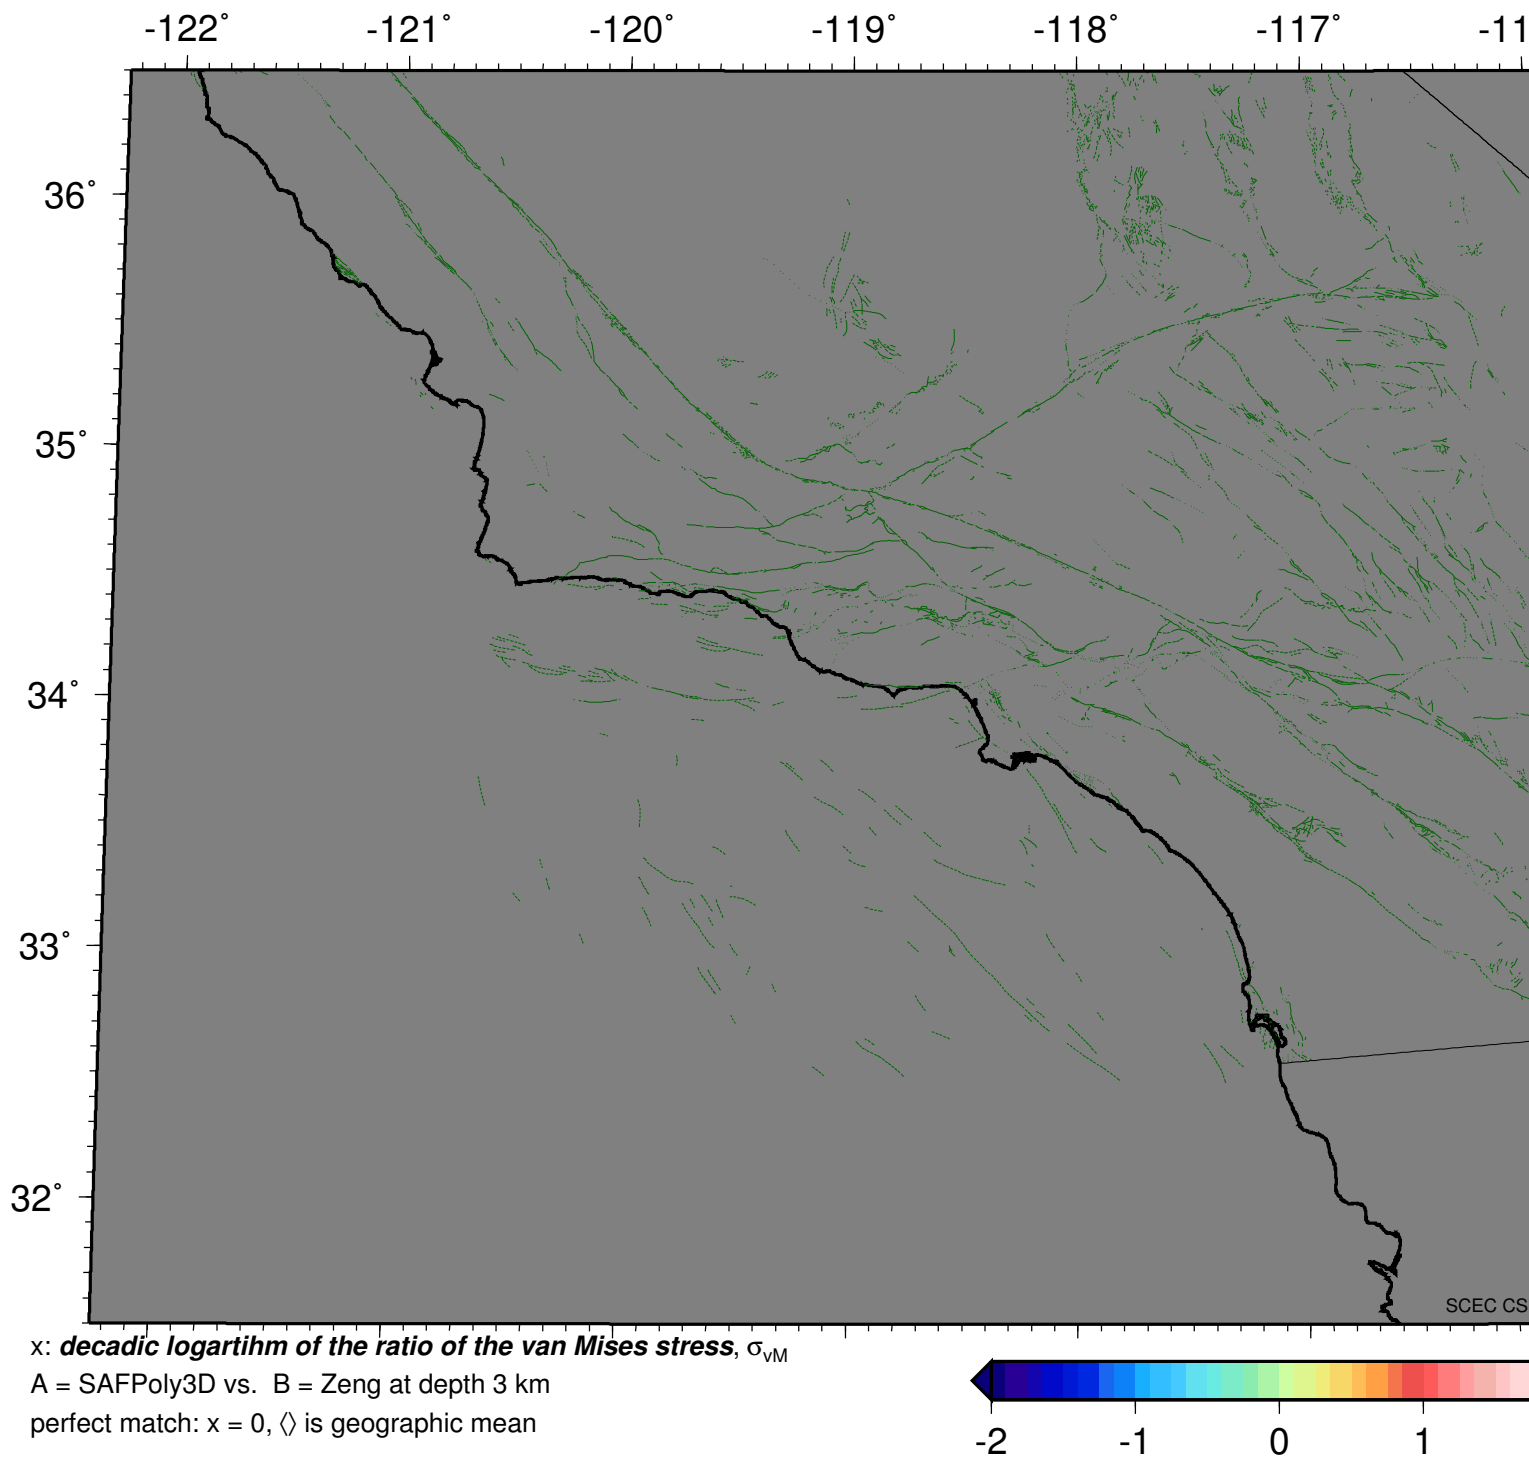 -122° -121° -120° -119° -118° -117° -11
36°
35°
34°
33°
32°
SCEC CS
x: decadic logartihm of the ratio of the van Mises stress, σvM
A = SAFPoly3D vs. B = Zeng at depth 3 km
perfect match: x = 0, ⟨⟩ is geographic mean
-2 -1 0 1